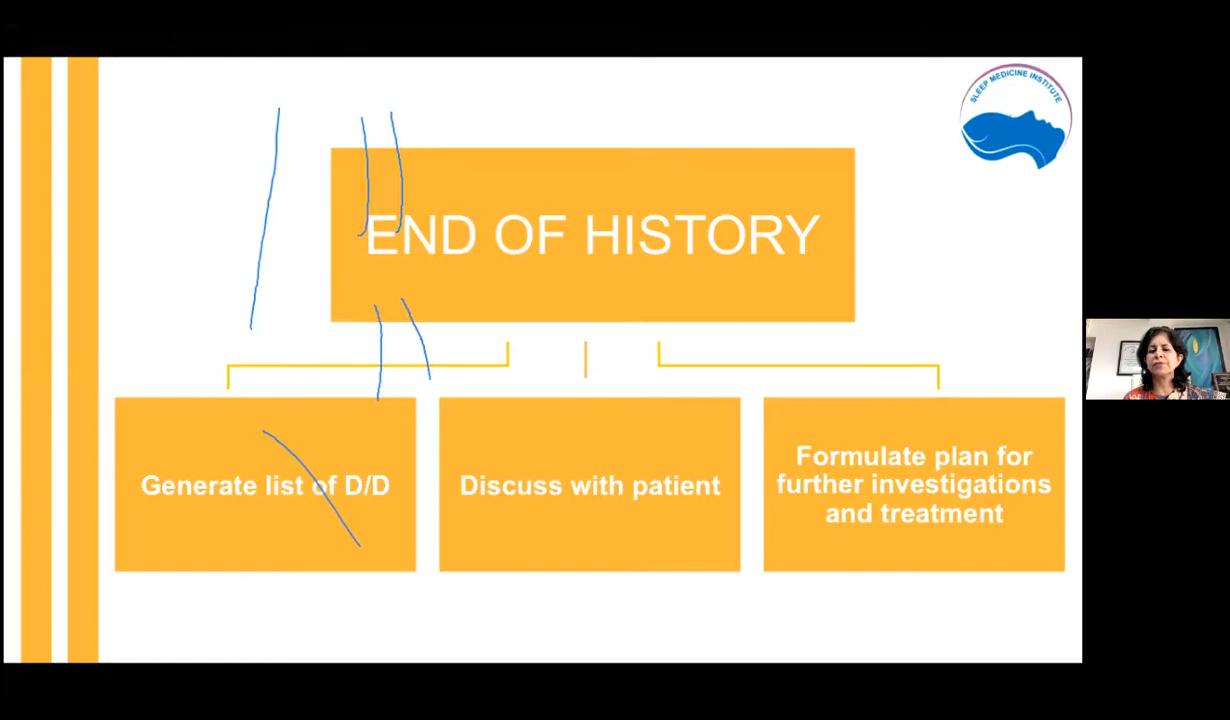 SLEEP MEDICINE INSTITUTE
END OF HISTORY
Generate list of D/D
Discuss with patient
Formulate plan for
further investigations
and treatment